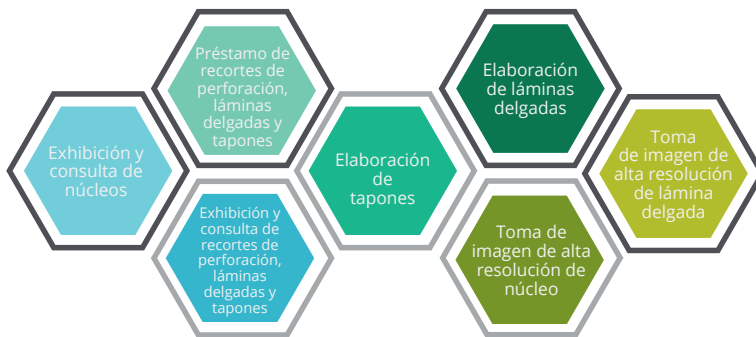 Exhibición y
consulta de
núcleos
Préstamo de
recortes de
perforación,
láminas
delgadas y
tapones
Exhibición y
consulta de
recortes de
perforación,
láminas
delgadas y
tapones
Elaboración
de
tapones
Elaboración
de láminas
delgadas
Toma de
imagen de alta
resolución de
núcleo
Toma
de imagen de
alta resolución
de lámina
delgada